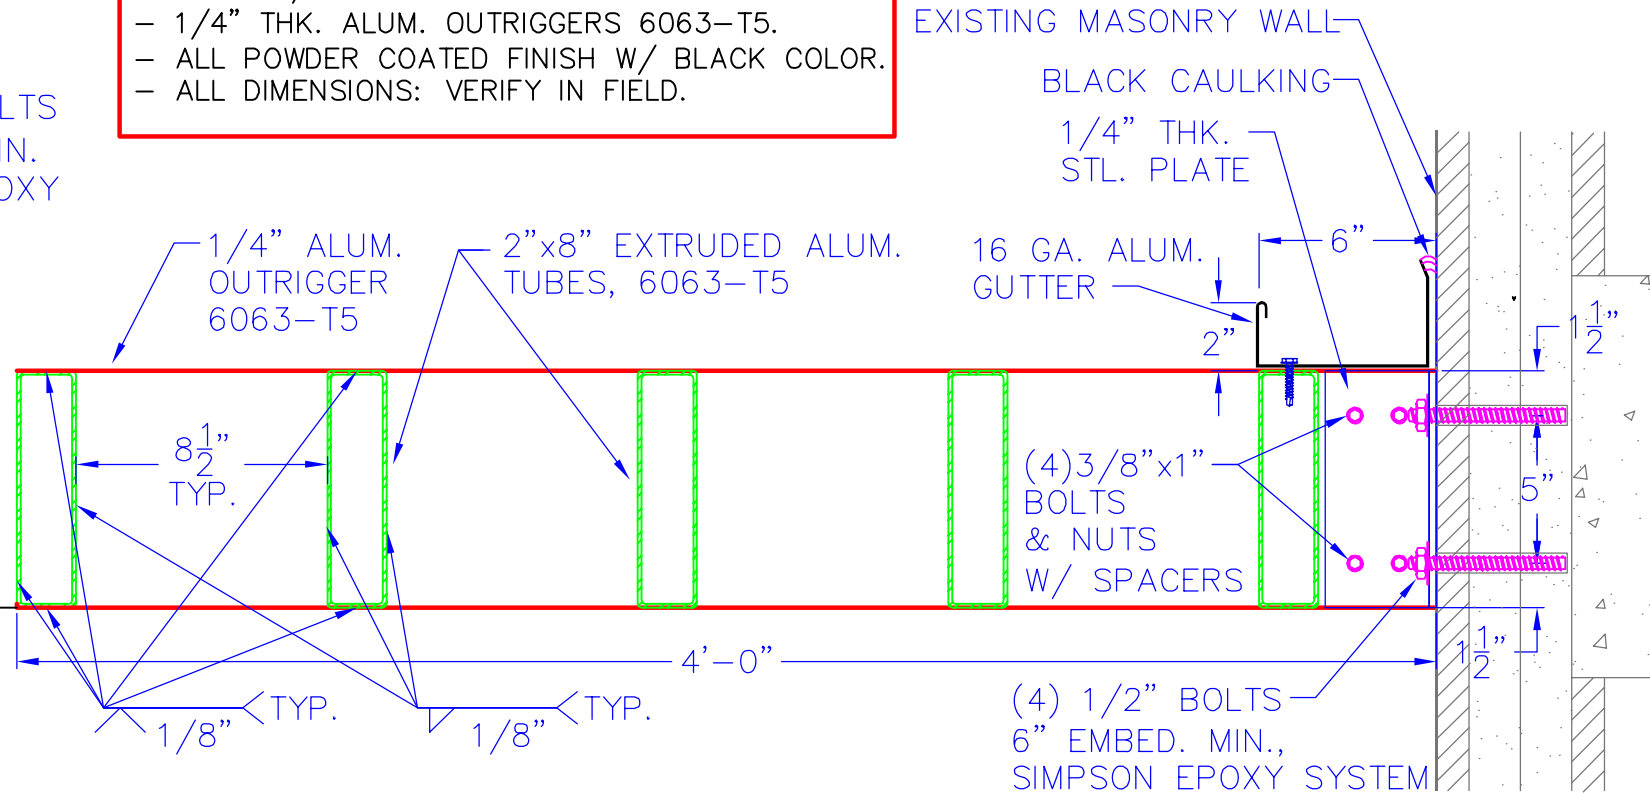 – 1/4" THK. ALUM. OUTRIGGERS 6063–T5.
– ALL POWDER COATED FINISH W/ BLACK COLOR.
– ALL DIMENSIONS: VERIFY IN FIELD.
EXISTING MASONRY WALL
BLACK CAULKING
1/4" THK.
STL. PLATE
LTS
IN.
OXY
1/4" ALUM.
OUTRIGGER
6063–T5
2"x8" EXTRUDED ALUM.
TUBES, 6063–T5
16 GA. ALUM.
GUTTER
6"
2"
1 1/2"
8 1/2"
TYP.
(4)3/8"x1"
BOLTS
& NUTS
W/ SPACERS
5"
1 1/2"
4'–0"
TYP.
1/8"
TYP.
1/8"
(4) 1/2" BOLTS
6" EMBED. MIN.,
SIMPSON EPOXY SYSTEM